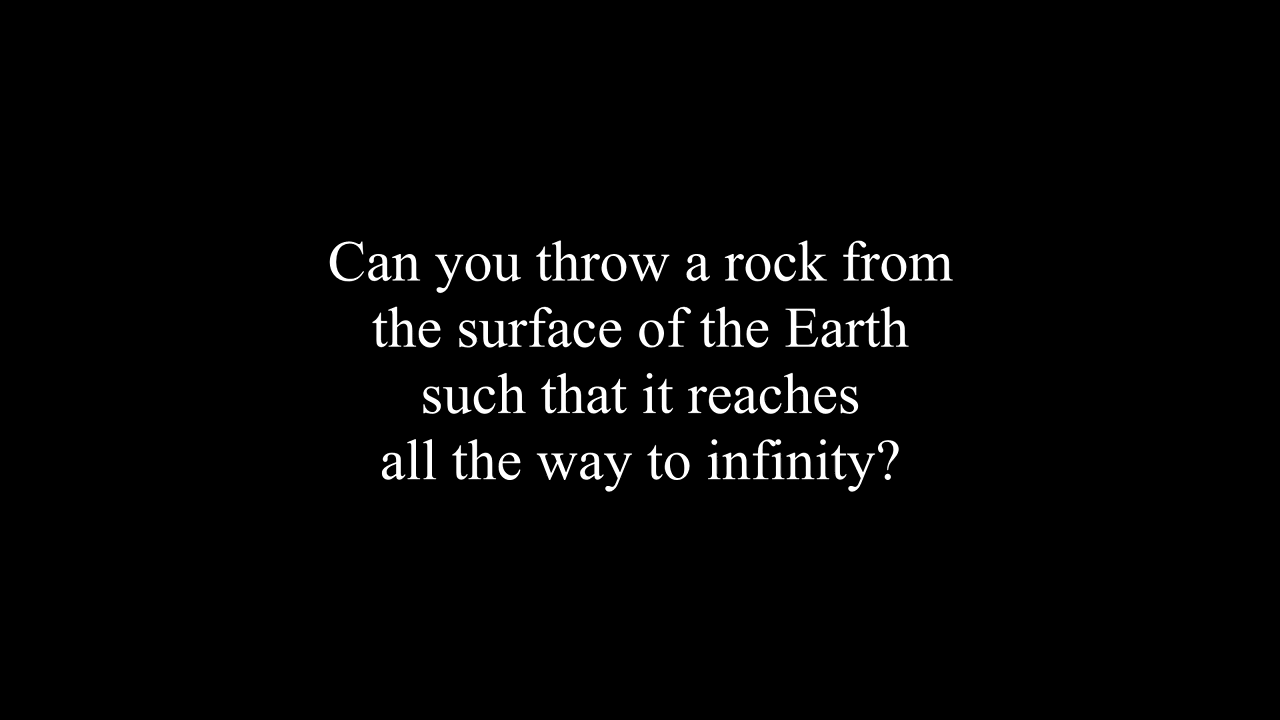 Can you throw a rock from
the surface of the Earth
such that it reaches
all the way to infinity?